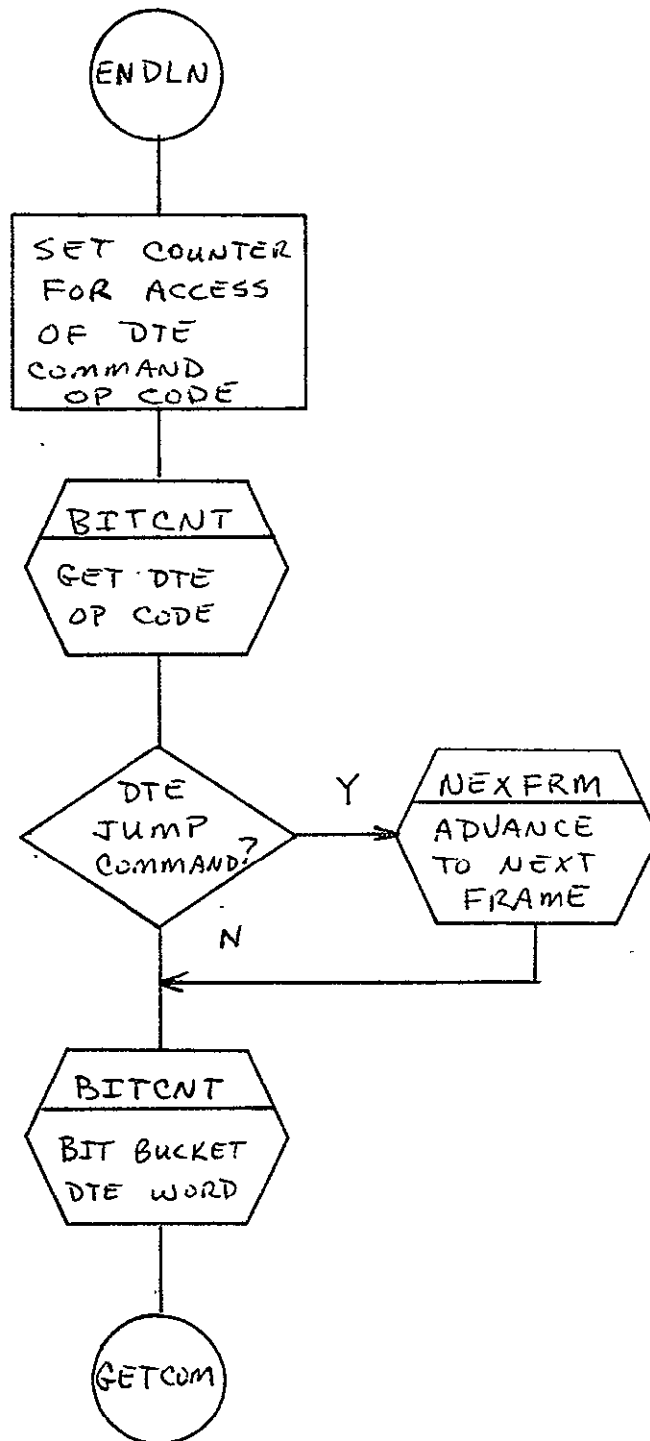 ENDLN
SET COUNTER
FOR ACCESS
OF DTE
COMMAND
OP CODE
BITCNT
GET DTE
OP CODE
DTE
JUMP
COMMAND?
Y
NEXFRM
ADVANCE
TO NEXT
FRAME
N
BITCNT
BIT BUCKET
DTE WORD
GETCOM